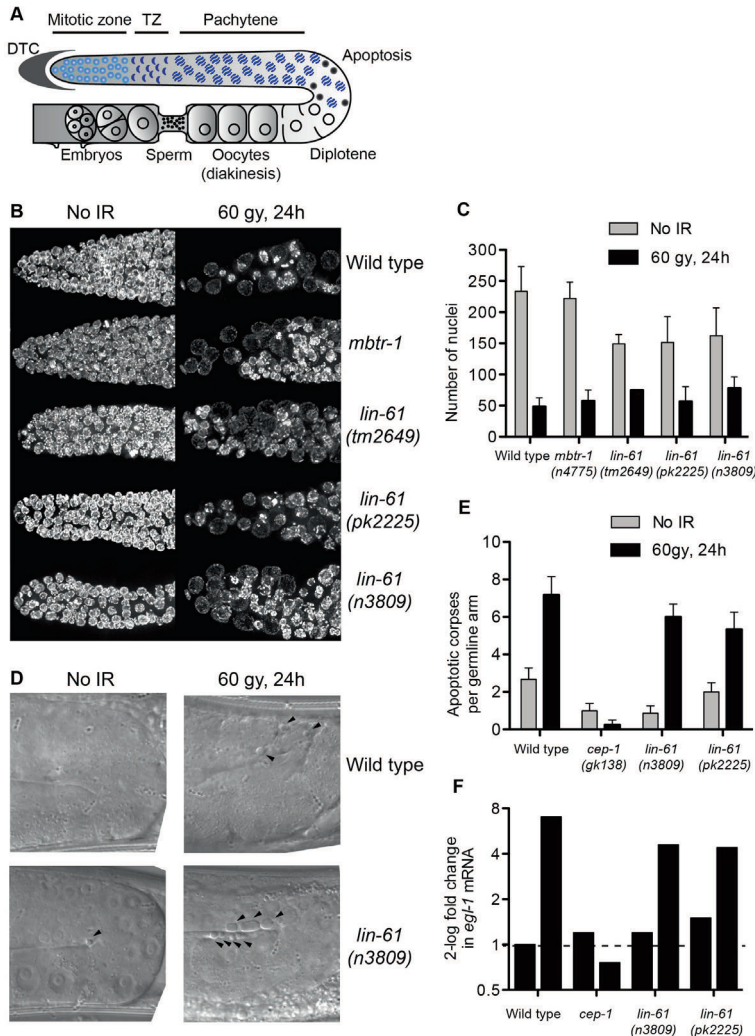 A
Mitotic zone TZ Pachytene
DTC
Apoptosis
Embryos Sperm Oocytes (diakinesis) Diplotene
B
No IR 60 gy, 24h
Wild type
mbtr-1
lin-61 (tm2649)
lin-61 (pk2225)
lin-61 (n3809)
C
No IR
60 gy, 24h
Number of nuclei
300
250
200
150
100
50
0
Wild type mbtr-1 lin-61 lin-61 lin-61
(n4775) (tm2649) (pk2225) (n3809)
D
No IR 60 gy, 24h
Wild type
lin-61 (n3809)
E
No IR
60gy, 24h
Apoptotic corpses
per germline arm
10
8
6
4
2
0
Wild type cep-1 lin-61 lin-61
(gk138) (n3809) (pk2225)
F
2-log fold change
in egl-1 mRNA
8
4
2
1
0.5
Wild type cep-1 lin-61 lin-61
(n3809) (pk2225)